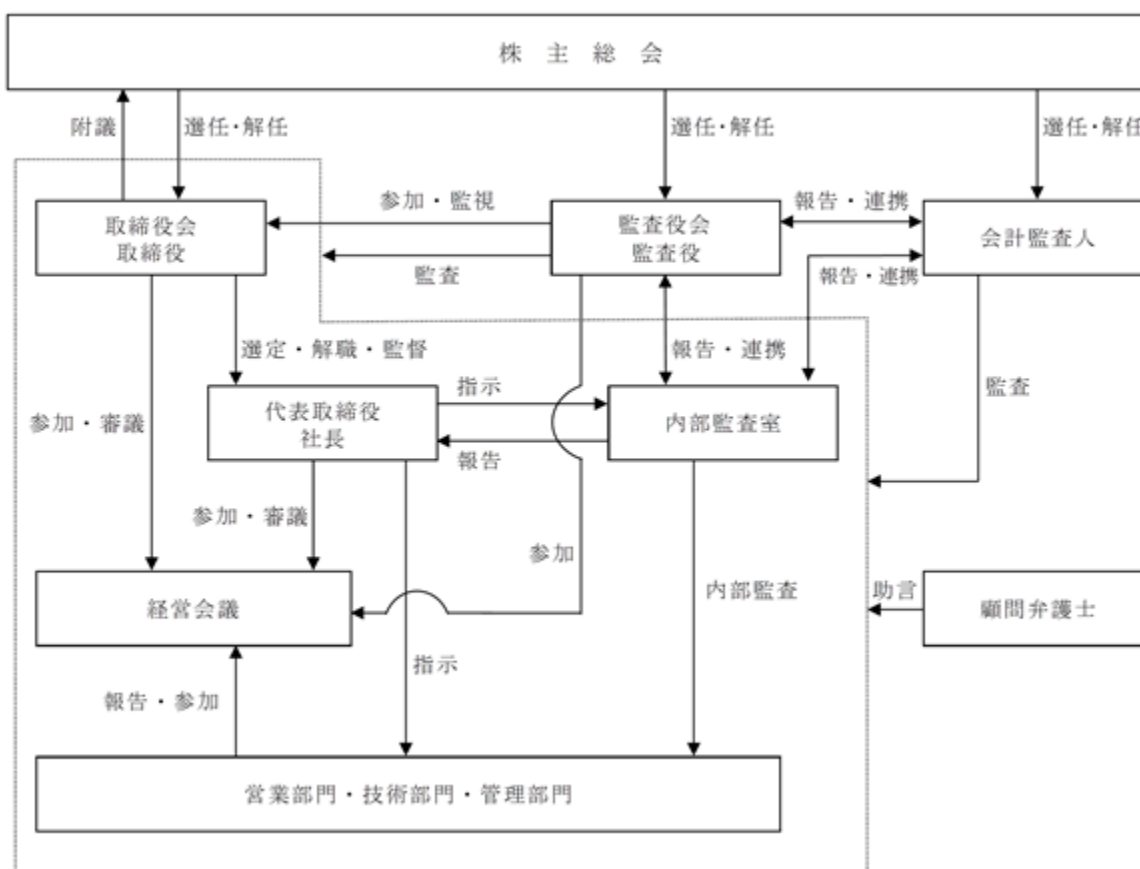 株主総会
附議
選任・解任
選任・解任
選任・解任
取締役会
取締役
参加・監視
監査
監査役会
監査役
報告・連携
会計監査人
報告・連携
選定・解職・監督
報告・連携
監査
参加・審議
代表取締役
社長
指示
報告
内部監査室
参加・審議
参加
内部監査
経営会議
助言
顧問弁護士
指示
報告・参加
営業部門・技術部門・管理部門